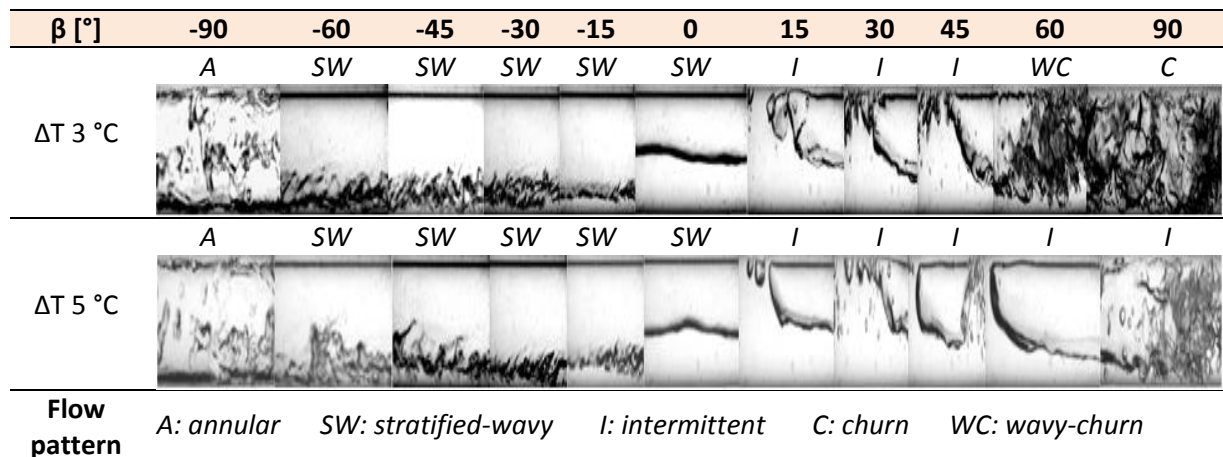 β [°] -90 -60 -45 -30 -15 0 15 30 45 60 90
A SW SW SW SW SW I I I WC C
ΔT 3 °C
A SW SW SW SW SW I I I I I
ΔT 5 °C
Flow pattern A: annular SW: stratified-wavy I: intermittent C: churn WC: wavy-churn